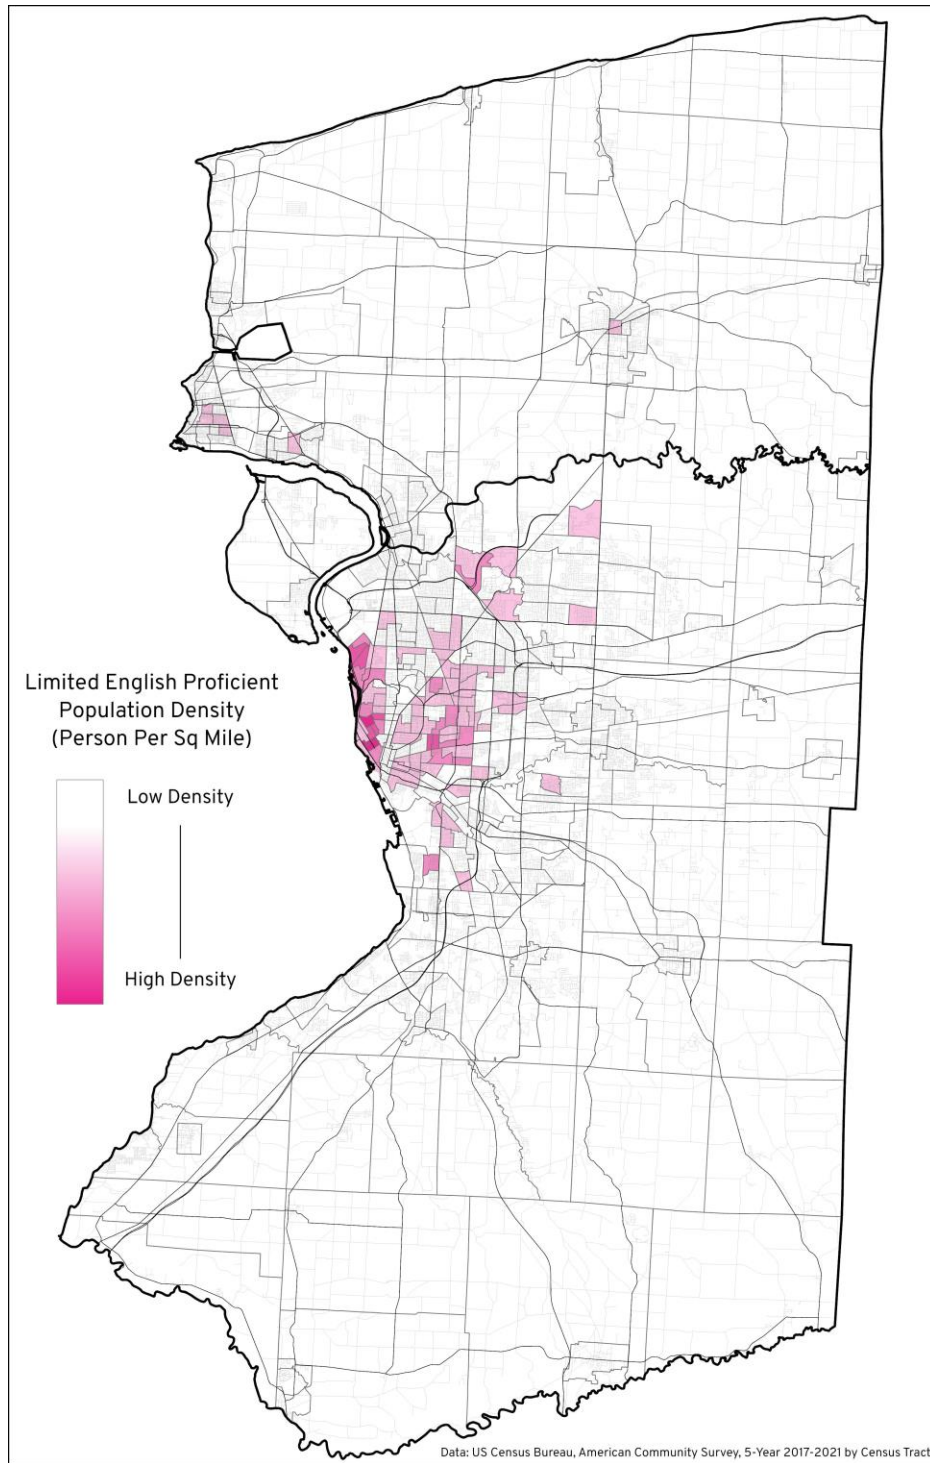 Limited English Proficient
Population Density
(Person Per Sq Mile)
Low Density
High Density
Data: US Census Bureau, American Community Survey, 5-Year 2017-2021 by Census Tract